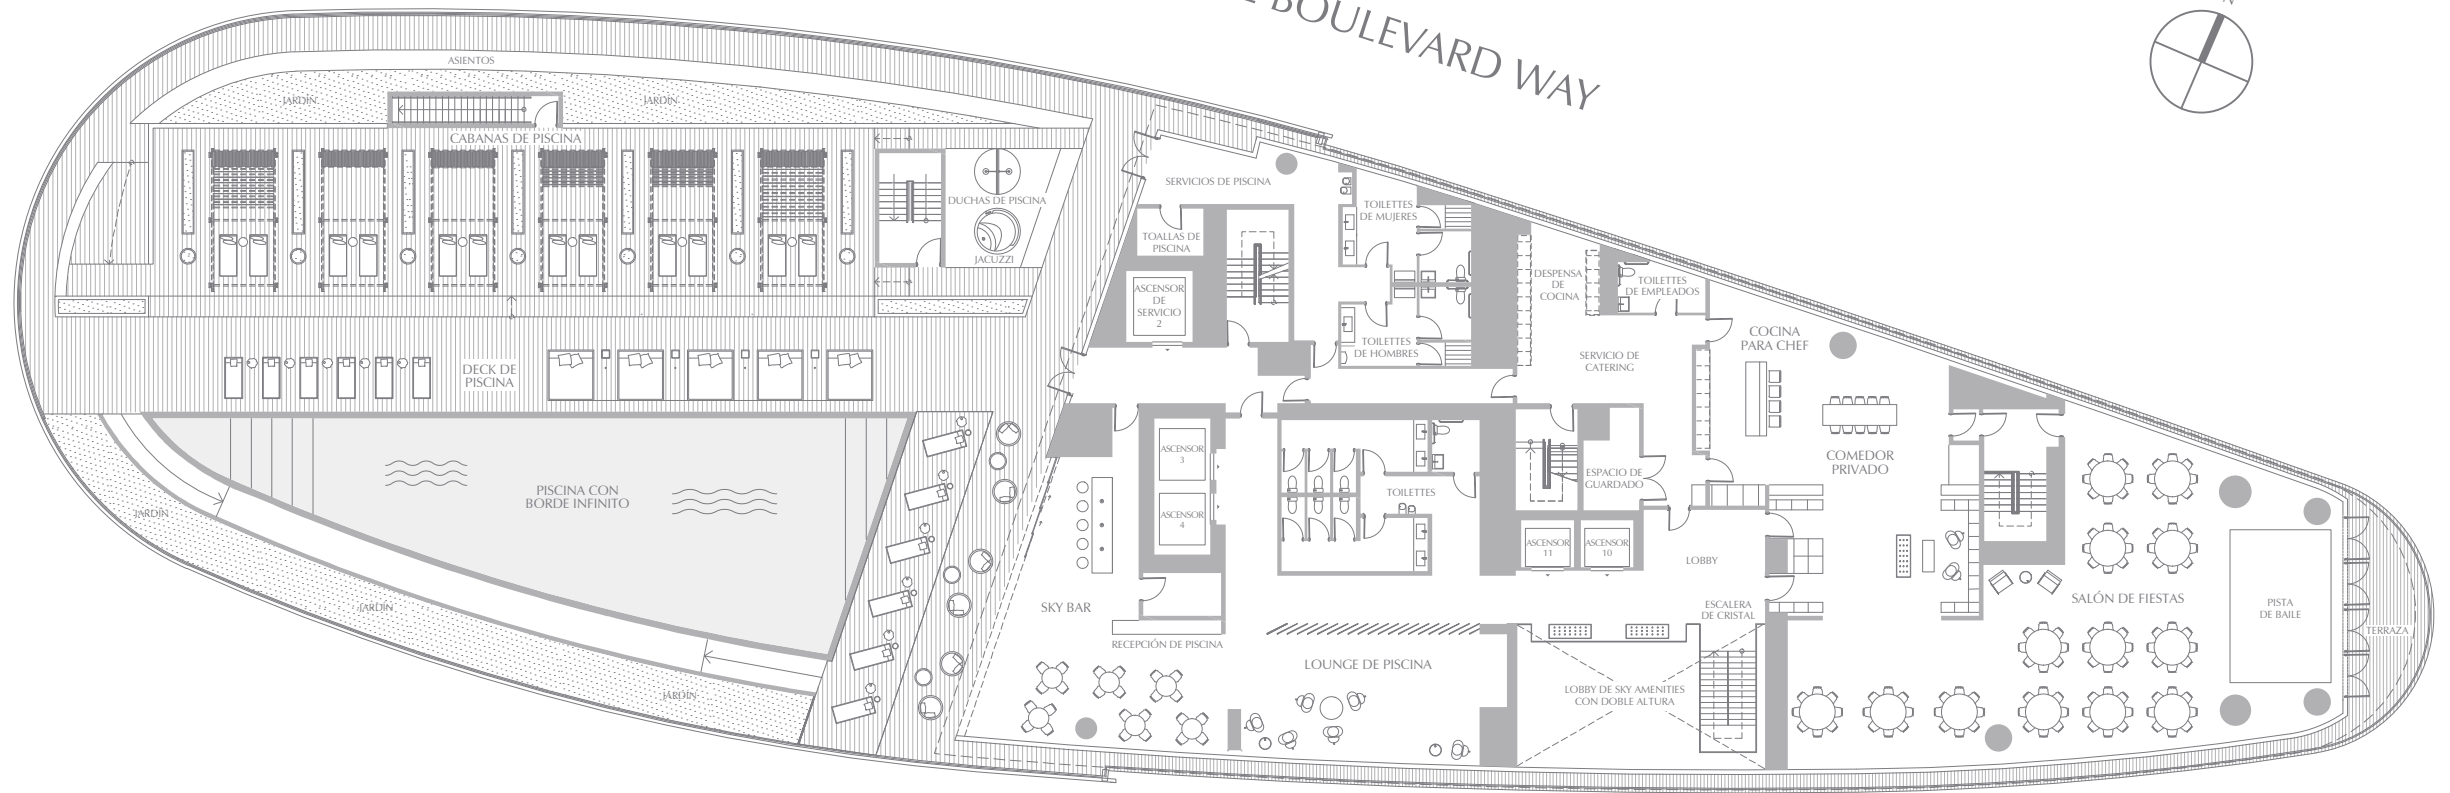 BOULEVARD WAY
N
ASIENTOS
JARDÍN
JARDÍN
CABANAS DE PISCINA
DUCHAS DE PISCINA
JACUZZI
DECK DE
PISCINA
PISCINA CON
BORDE INFINITO
JARDÍN
JARDÍN
JARDÍN
SERVICIOS DE PISCINA
TOALLAS DE
PISCINA
ASCENSOR
DE
SERVICIO
2
TOILETTES
DE MUJERES
TOILETTES
DE HOMBRES
DESPENSA
DE
COCINA
TOILETTES
DE EMPLEADOS
SERVICIO DE
CATERING
COCINA
PARA CHEF
COMEDOR
PRIVADO
ASCENSOR
3
ASCENSOR
4
TOILETTES
ESPACIO DE
GUARDADO
ASCENSOR
11
ASCENSOR
10
LOBBY
ESCALERA
DE CRISTAL
SKY BAR
RECEPCIÓN DE PISCINA
LOUNGE DE PISCINA
LOBBY DE SKY AMENITIES
CON DOBLE ALTURA
SALÓN DE FIESTAS
PISTA
DE BAILE
TERRAZA